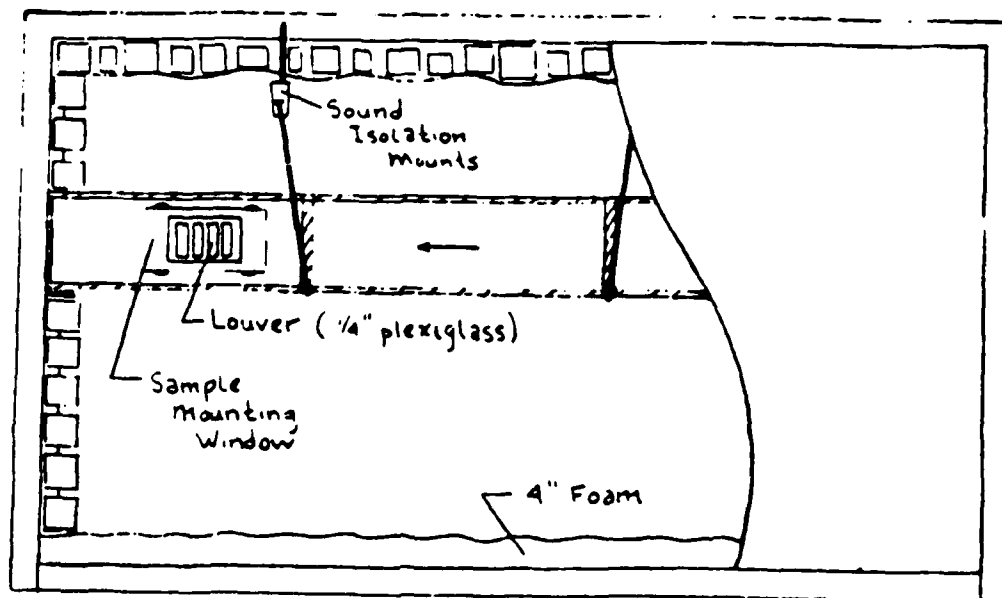 Sound
Isolation
Mounts
Louver ( 1/4" plexiglass)
Sample
Mounting
Window
4" Foam